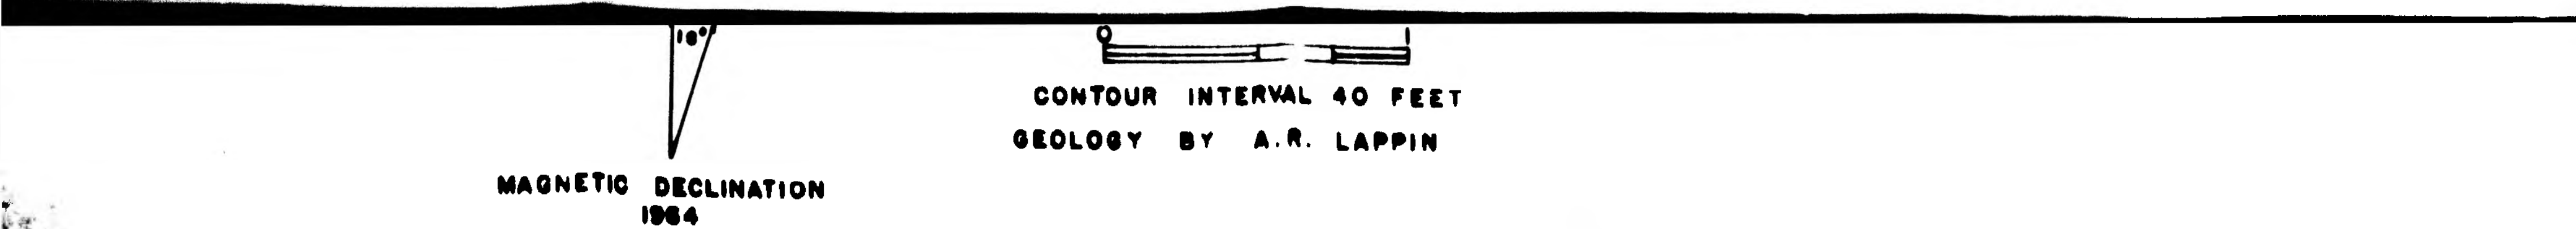 16°
0 1
CONTOUR INTERVAL 40 FEET
GEOLOGY BY A.R. LAPPIN
MAGNETIC DECLINATION
1964